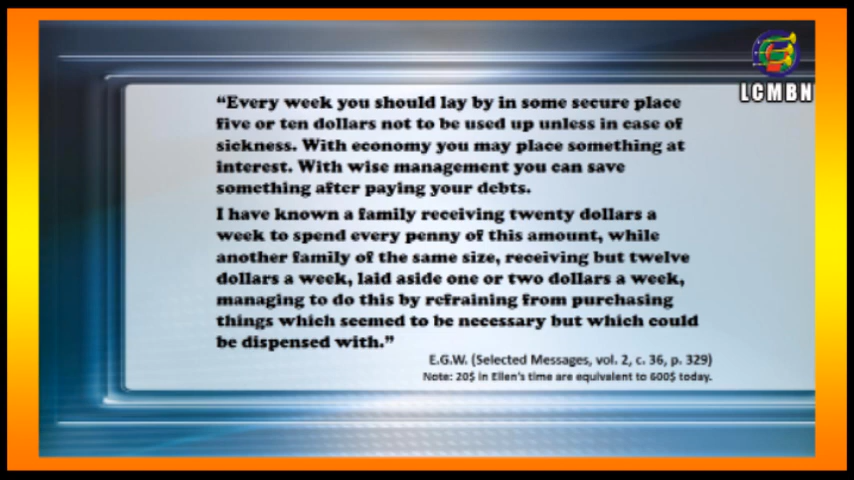 LCMBN
“Every week you should lay by in some secure place
five or ten dollars not to be used up unless in case of
sickness. With economy you may place something at
interest. With wise management you can save
something after paying your debts.
I have known a family receiving twenty dollars a
week to spend every penny of this amount, while
another family of the same size, receiving but twelve
dollars a week, laid aside one or two dollars a week,
managing to do this by refraining from purchasing
things which seemed to be necessary but which could
be dispensed with.”
E.G.W. (Selected Messages, vol. 2, c. 36, p. 329)
Note: 20$ in Ellen's time are equivalent to 600$ today.